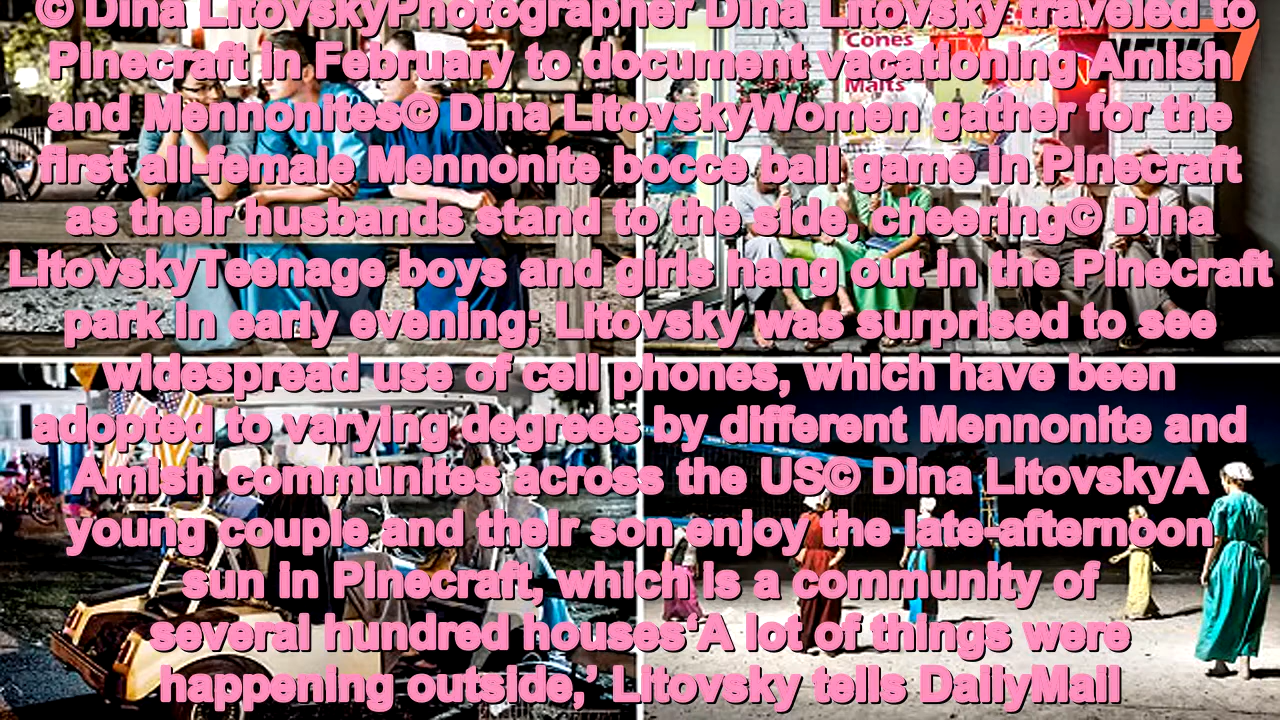 © Dina LitovskyPhotographer Dina Litovsky traveled to
Pinecraft in February to document vacationing Amish
and Mennonites© Dina LitovskyWomen gather for the
first all-female Mennonite bocce ball game in Pinecraft
as their husbands stand to the side, cheering© Dina
LitovskyTeenage boys and girls hang out in the Pinecraft
park in early evening; Litovsky was surprised to see
widespread use of cell phones, which have been
adopted to varying degrees by different Mennonite and
Amish communites across the US© Dina LitovskyA
young couple and their son enjoy the late-afternoon
sun in Pinecraft, which is a community of
several hundred houses‘A lot of things were
happening outside,’ Litovsky tells DailyMail
Cones
Malts